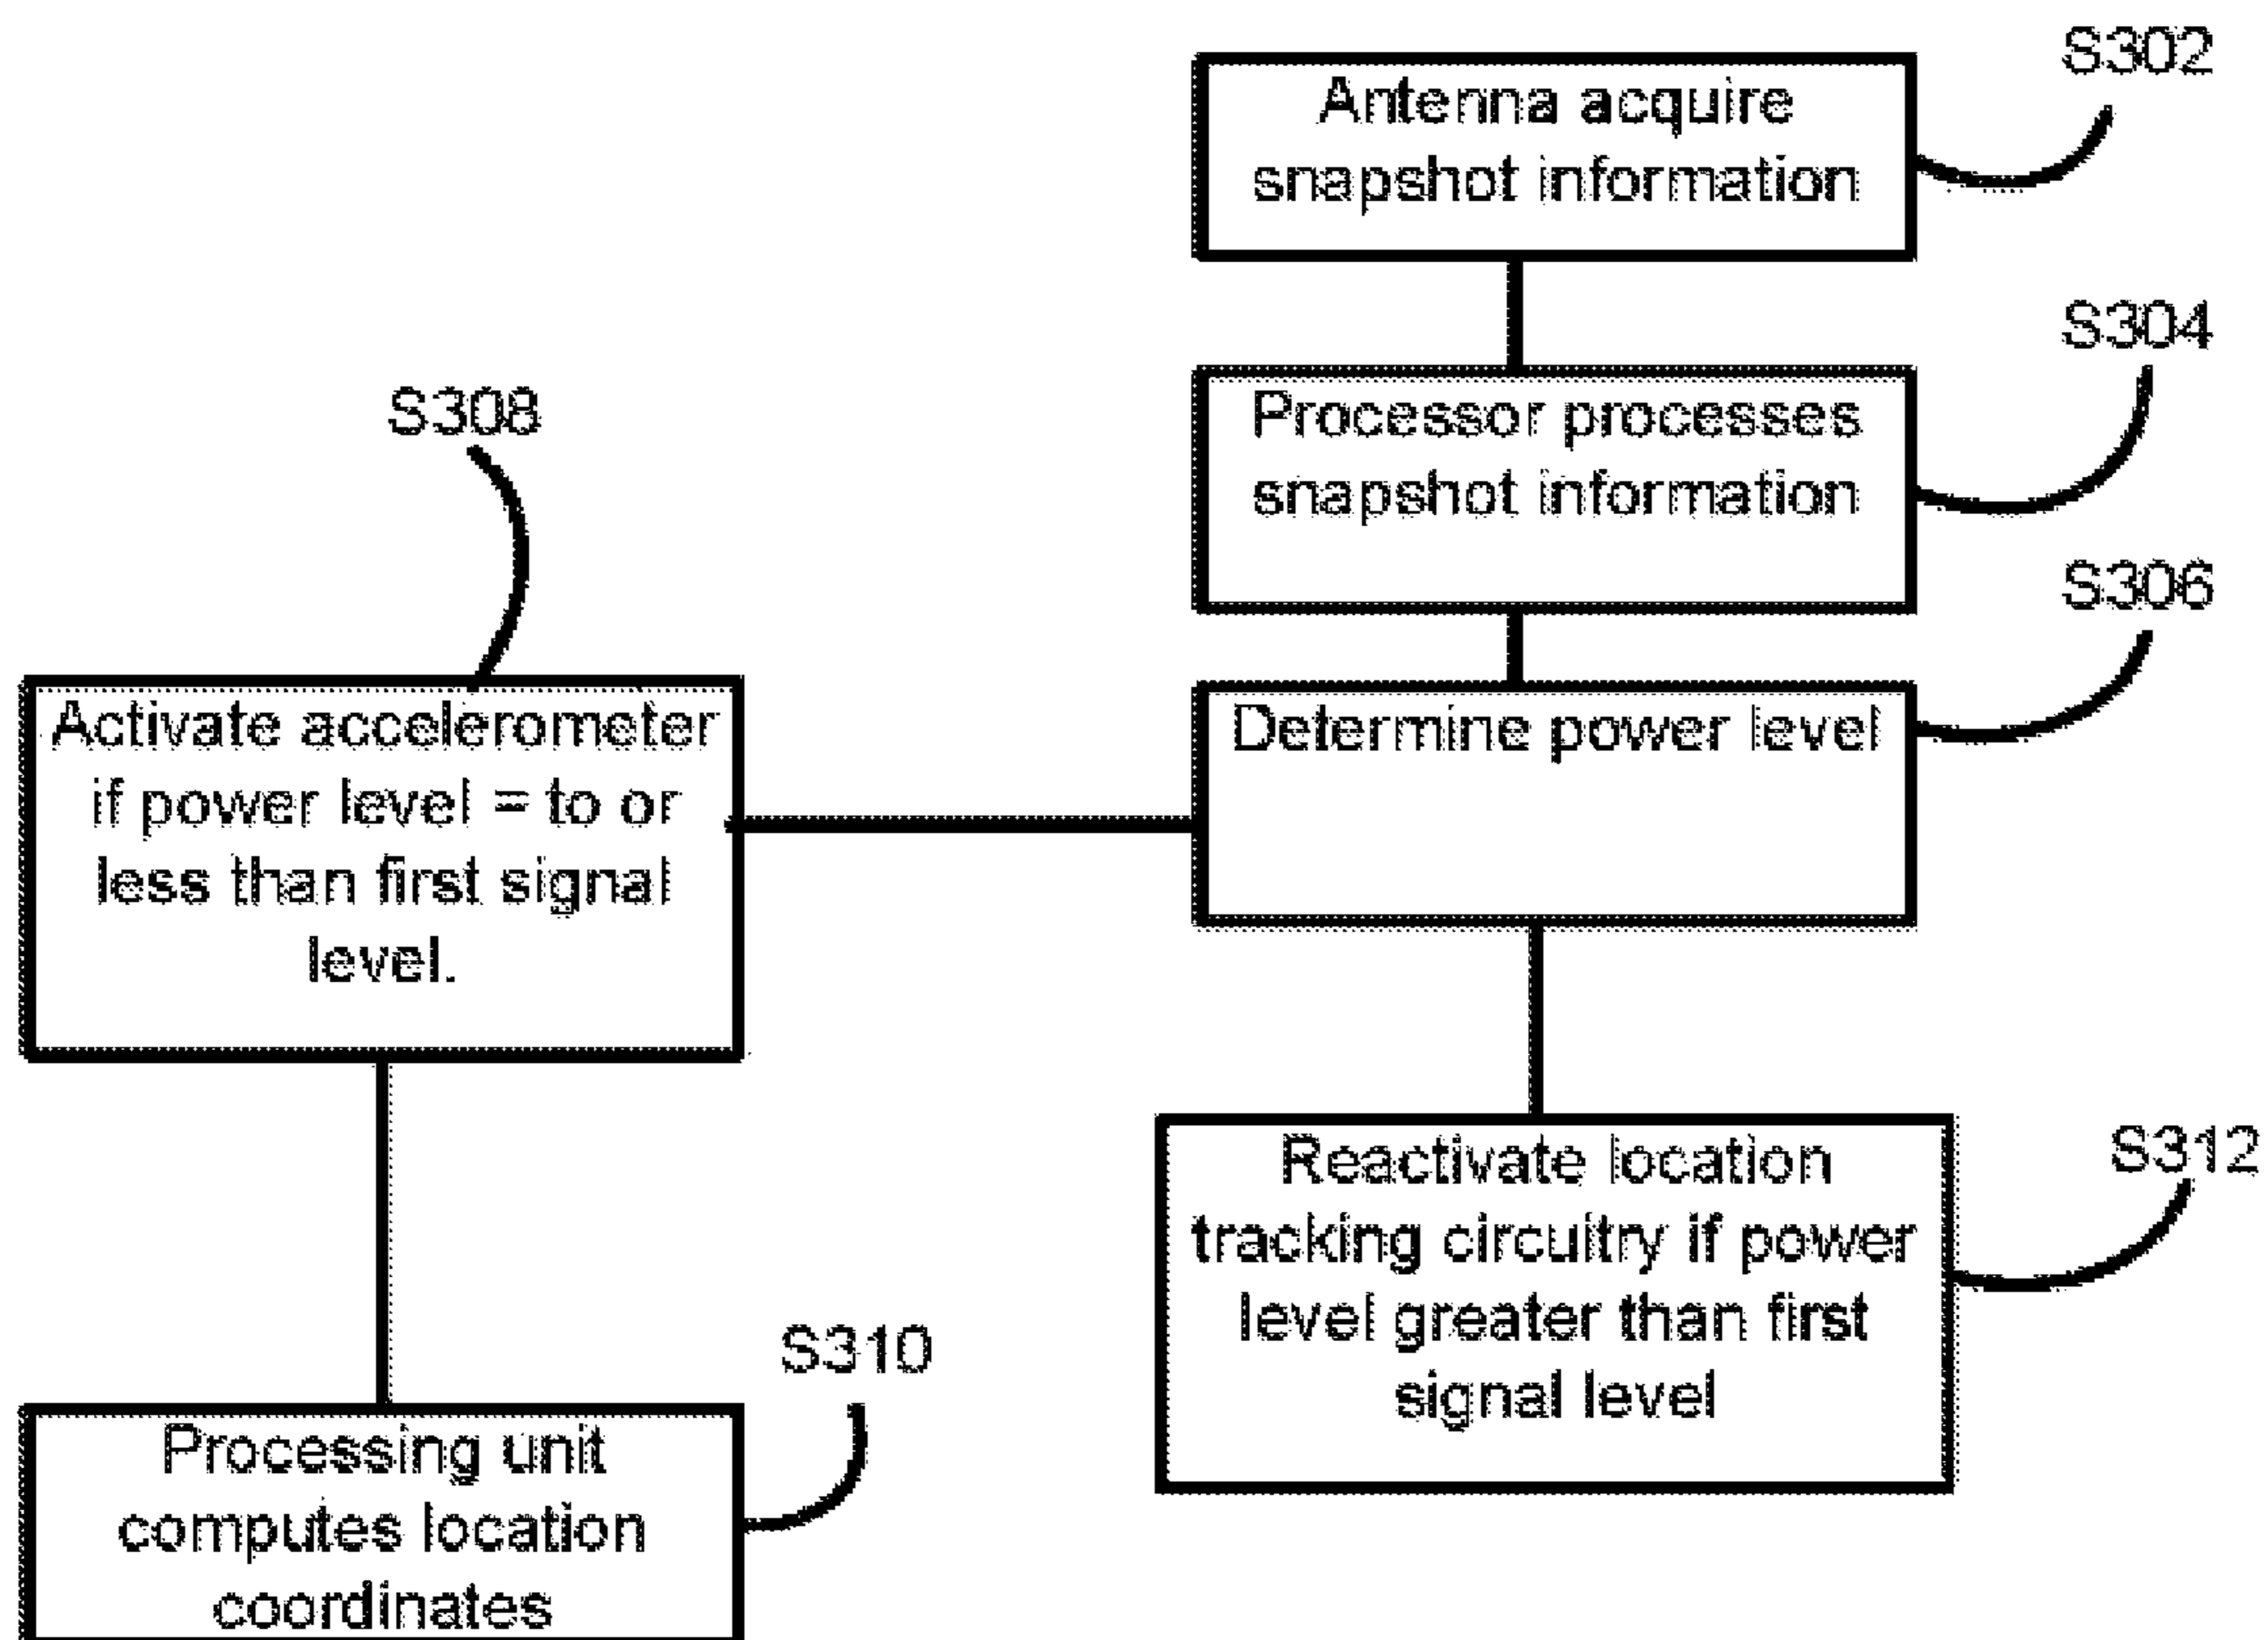 S302
Antenna acquire
snapshot information
S304
Processor processes
snapshot information
S306
Determine power level
S308
Activate accelerometer
if power level = to or
less than first signal
level.
S310
Processing unit
computes location
coordinates
S312
Reactivate location
tracking circuitry if power
level greater than first
signal level